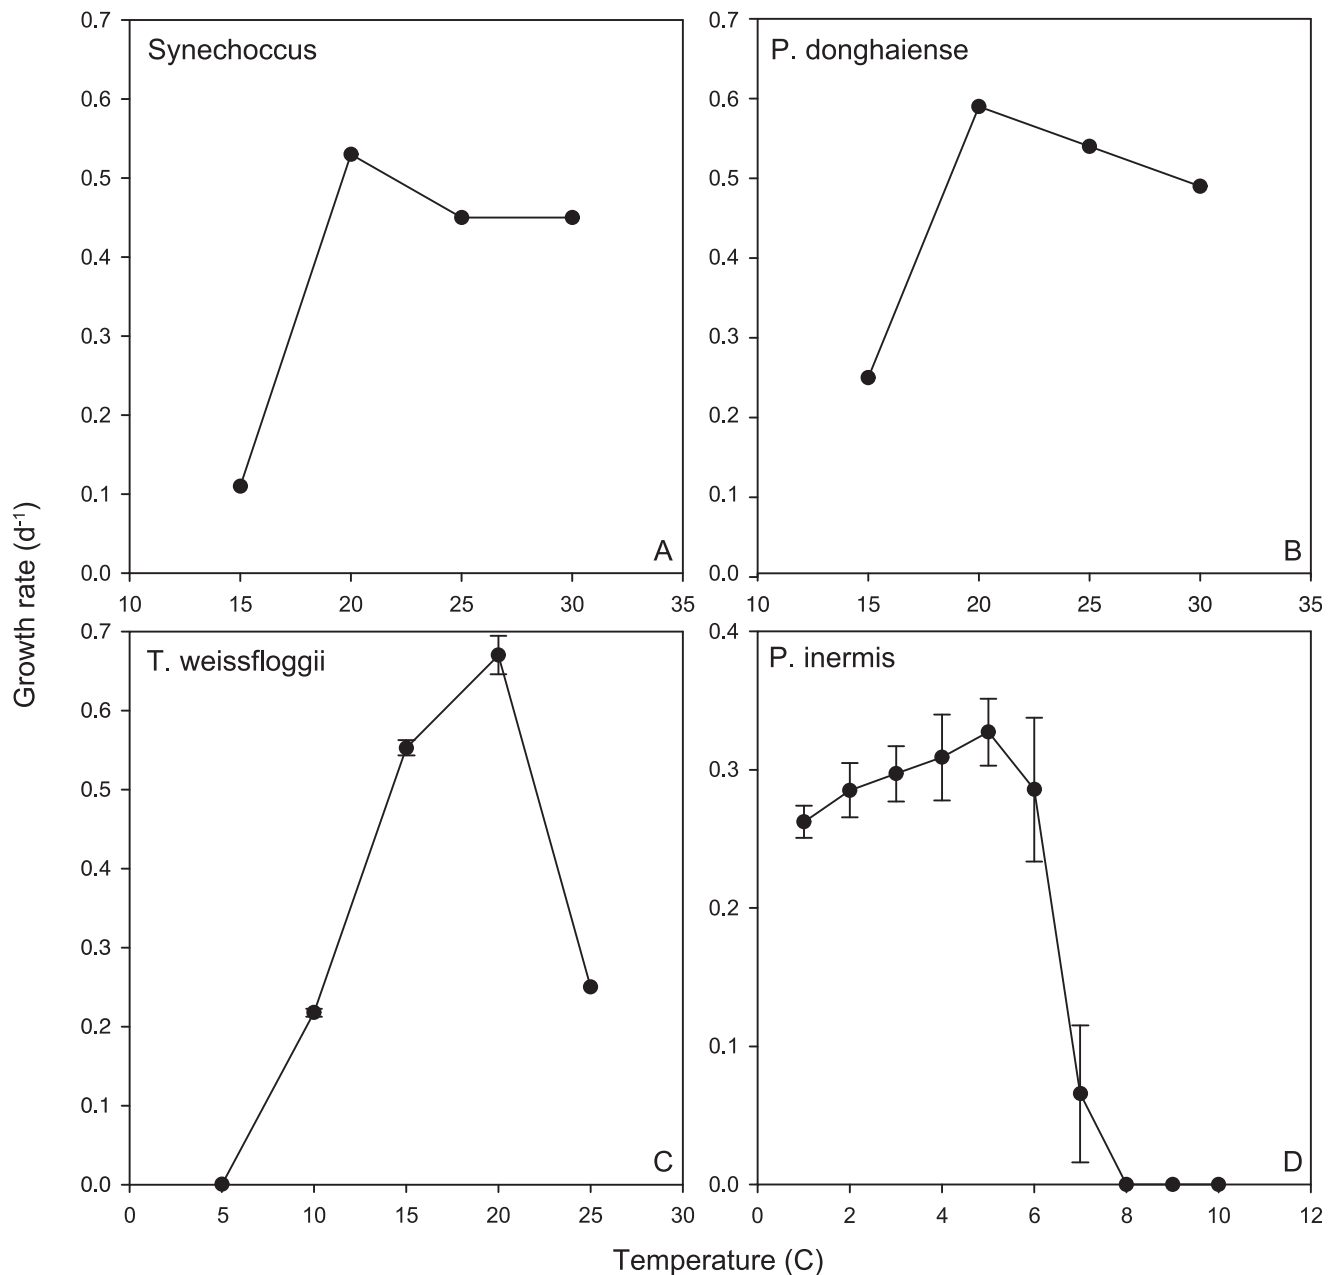 Synechoccus
0.7
0.6
0.5
0.4
0.3
0.2
0.1
0.0
A
10 15 20 25 30 35
P. donghaiense
0.7
0.6
0.5
0.4
0.3
0.2
0.1
0.0
B
10 15 20 25 30 35
Growth rate (d-1)
T. weissfloggii
0.7
0.6
0.5
0.4
0.3
0.2
0.1
0.0
C
0 5 10 15 20 25 30
P. inermis
0.4
0.3
0.2
0.1
0.0
D
0 2 4 6 8 10 12
Temperature (C)